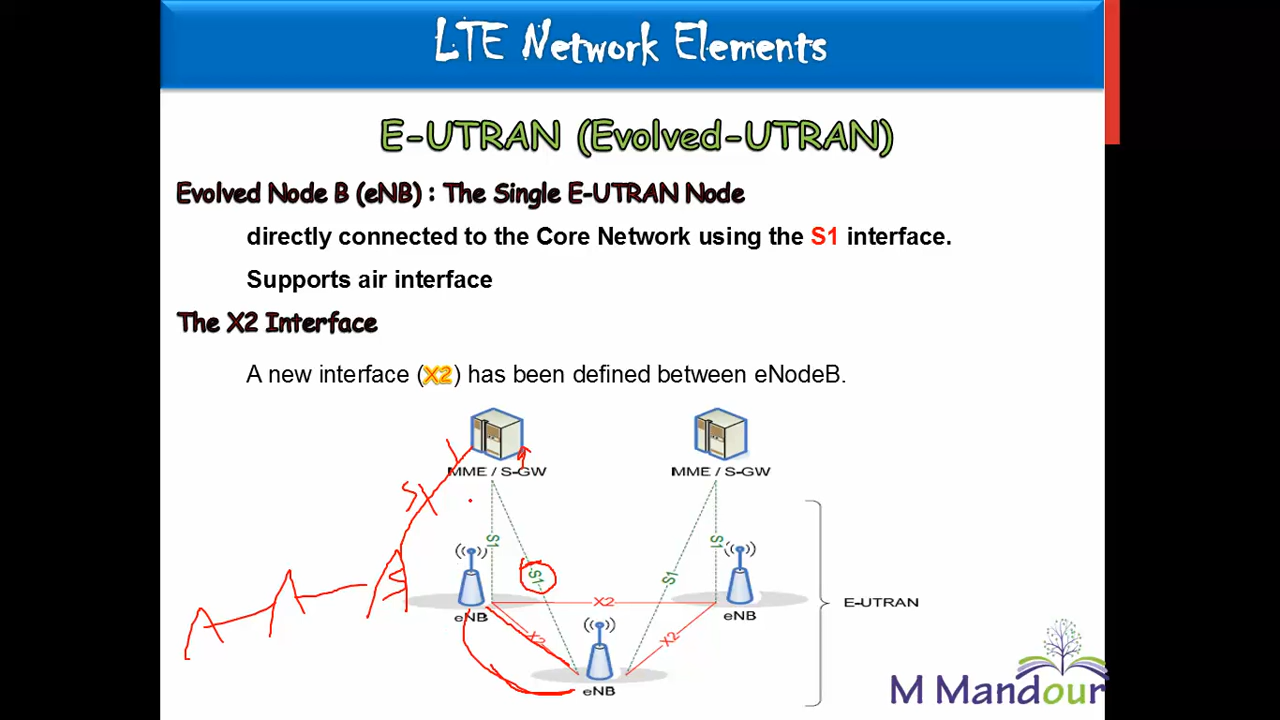 LTE Network Elements
E-UTRAN (Evolved-UTRAN)
Evolved Node B (eNB) : The Single E-UTRAN Node
directly connected to the Core Network using the S1 interface.
Supports air interface
The X2 Interface
A new interface (X2) has been defined between eNodeB.
MME / S-GW
MME / S-GW
S1
S1
S1
S1
eNB
X2
eNB
E-UTRAN
X2
X2
eNB
M Mandour